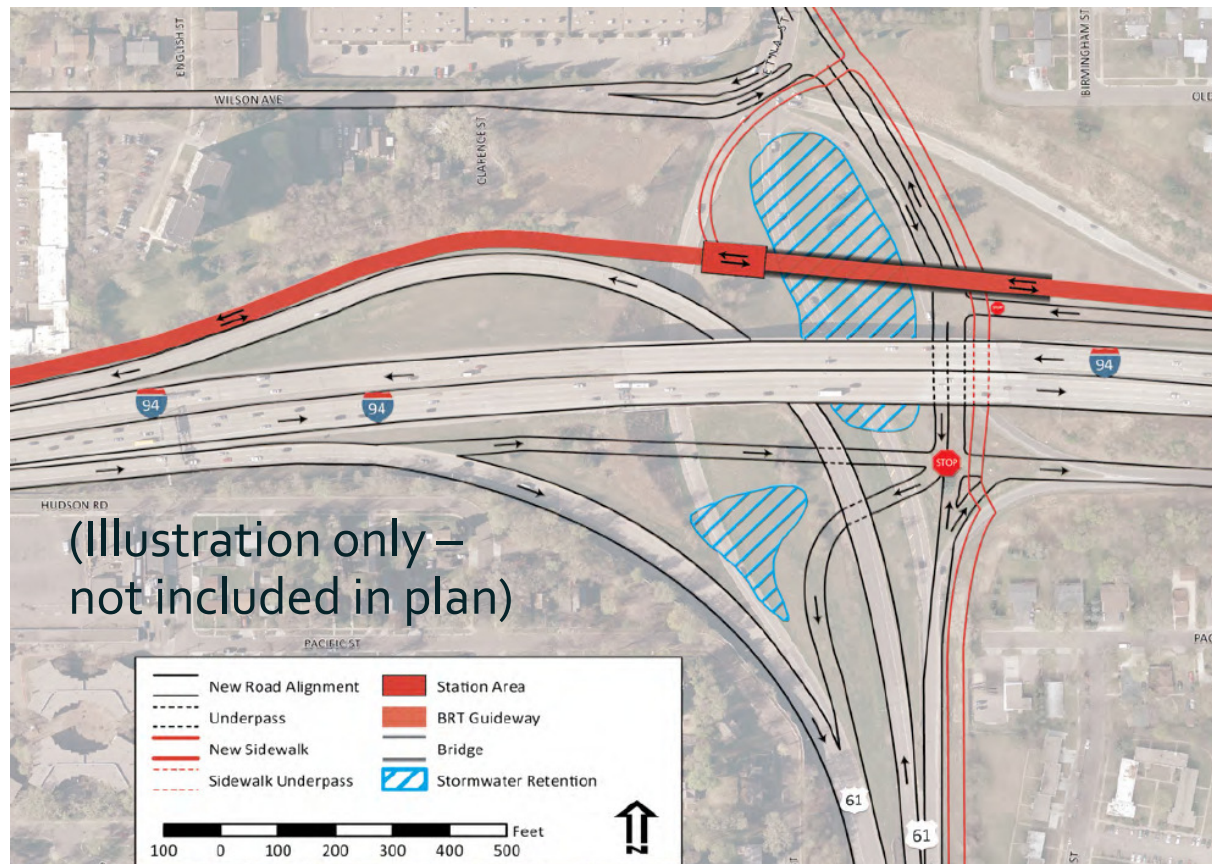 ENGLISH ST
ETNA ST
BIRMINGHAM ST
WILSON AVE
OLD
CLARENCE ST
94
94
94
STOP
HUDSON RD
(Illustration only –
not included in plan)
PACIFIC ST
PAC
New Road Alignment
Underpass
New Sidewalk
Sidewalk Underpass
Station Area
BRT Guideway
Bridge
Stormwater Retention
100 0 100 200 300 400 500 Feet
N
61
61
ST
ST